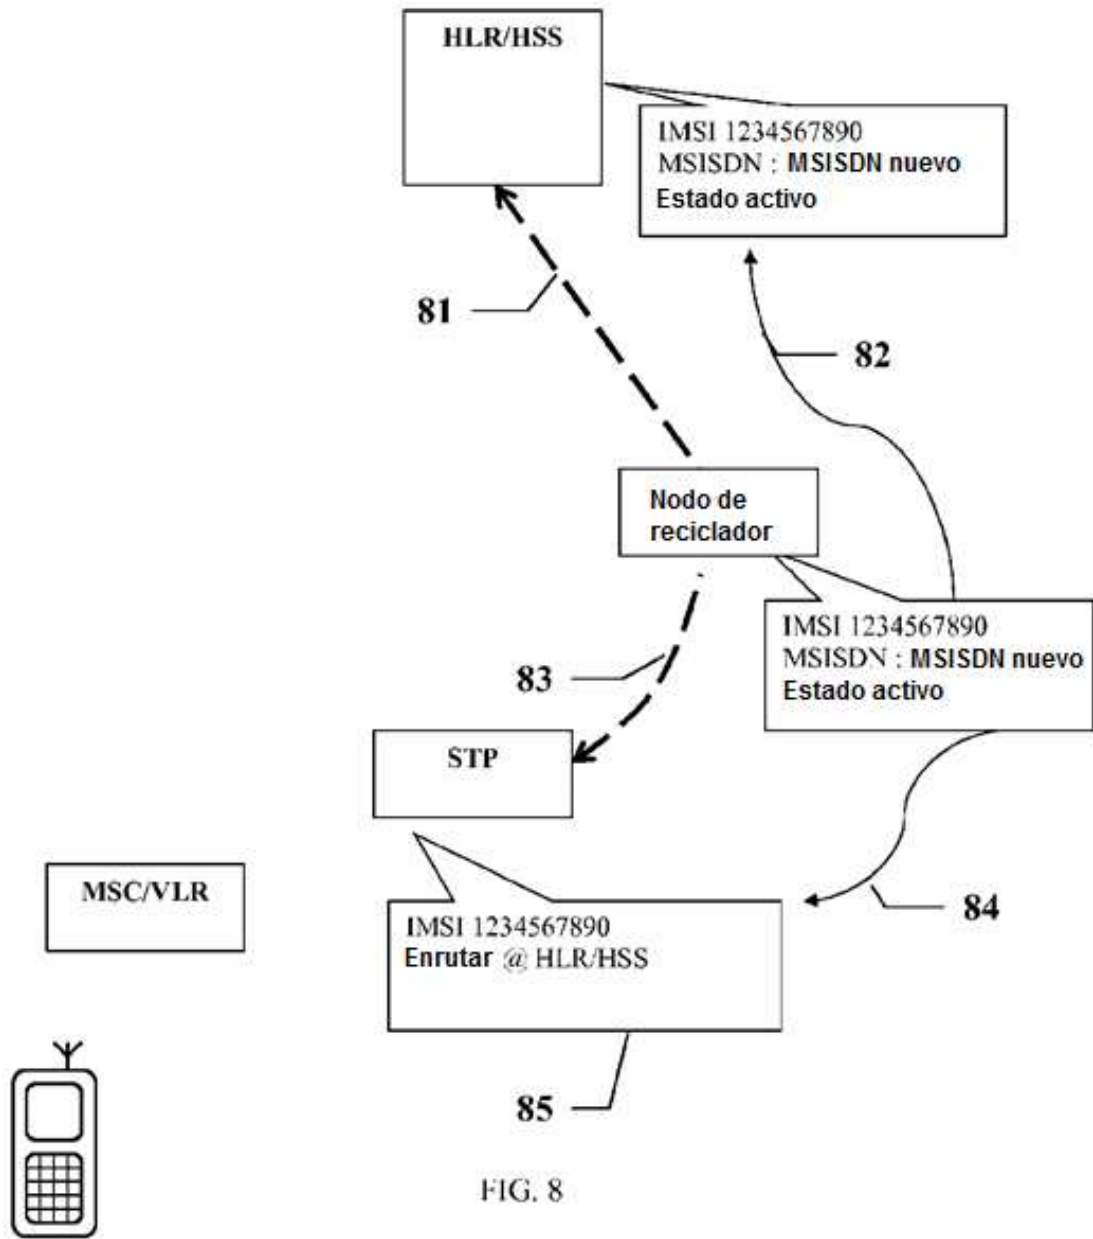 HLR/HSS
IMSI 1234567890
MSISDN : MSISDN nuevo
Estado activo
81
82
Nodo de
reciclador
IMSI 1234567890
MSISDN : MSISDN nuevo
Estado activo
83
STP
MSC/VLR
84
IMSI 1234567890
Enrutar @ HLR/HSS
85
FIG. 8